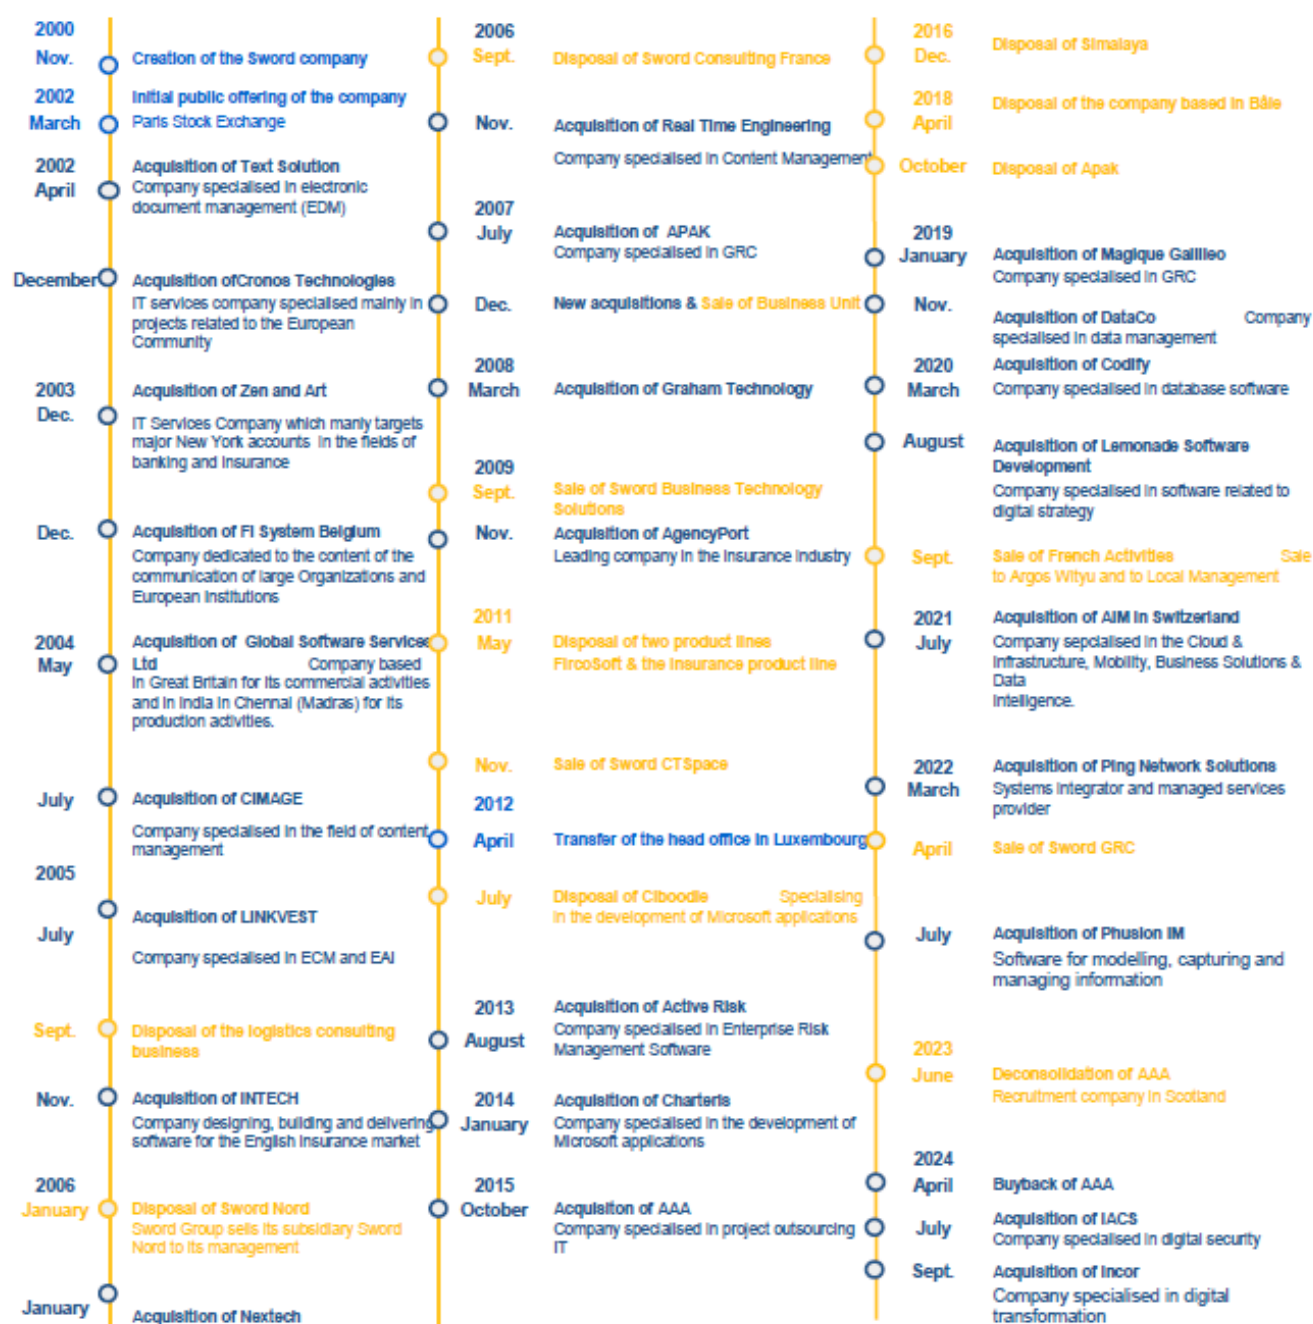 2000
Nov.
Creation of the Sword company
2002
March
Initial public offering of the company
Paris Stock Exchange
2002
April
Acquisition of Text Solution
Company specialised in electronic
document management (EDM)
December
Acquisition ofCronos Technologies
IT services company specialised mainly in
projects related to the European
Community
2003
Dec.
Acquisition of Zen and Art
IT Services Company which manly targets
major New York accounts in the fields of
banking and Insurance
Dec.
Acquisition of FI System Belgium
Company dedicated to the content of the
communication of large Organizations and
European Institutions
2004
May
Acquisition of Global Software Services
Ltd Company based
in Great Britain for its commercial activities
and in India in Chennai (Madras) for its
production activities.
July
Acquisition of CIMAGE
Company specialised in the field of content
management
2005
July
Acquisition of LINKVEST
Company specialised in ECM and EAI
Sept.
Disposal of the logistics consulting
business
Nov.
Acquisition of INTECH
Company designing, building and delivering
software for the English insurance market
2006
January
Disposal of Sword Nord
Sword Group sells its subsidiary Sword
Nord to its management
January
Acquisition of Nextech
2006
Sept.
Disposal of Sword Consulting France
Nov.
Acquisition of Real Time Engineering
Company specialised in Content Management
2007
July
Acquisition of APAK
Company specialised in GRC
Dec.
New acquisitions & Sale of Business Unit
2008
March
Acquisition of Graham Technology
2009
Sept.
Sale of Sword Business Technology
Solutions
Nov.
Acquisition of AgencyPort
Leading company in the Insurance Industry
2011
May
Disposal of two product lines
FircoSoft & the Insurance product line
Nov.
Sale of Sword CTSpace
2012
April
Transfer of the head office in Luxembourg
July
Disposal of Ciboodle Specialising
in the development of Microsoft applications
2013
August
Acquisition of Active Risk
Company specialised in Enterprise Risk
Management Software
2014
January
Acquisition of Charteris
Company specialised in the development of
Microsoft applications
2015
October
Acquisiton of AAA
Company specialised in project outsourcing
IT
2016
Dec.
Disposal of Simalaya
2018
April
Disposal of the company based in Bâle
October
Disposal of Apak
2019
January
Acquisition of Magique Galilleo
Company specialised in GRC
Nov.
Acquisition of DataCo Company
specialised in data management
2020
March
Acquisition of Codify
Company specialised in database software
August
Acquisition of Lemonade Software
Development
Company specialised in software related to
digital strategy
Sept.
Sale of French Activities Sale
to Argos Wityu and to Local Management
2021
July
Acquisition of AIM in Switzerland
Company sepcialised in the Cloud &
Infrastructure, Mobility, Business Solutions &
Data
Intelligence.
2022
March
Acquisition of Ping Network Solutions
Systems Integrator and managed services
provider
April
Sale of Sword GRC
July
Acquisition of Phusion IM
Software for modelling, capturing and
managing information
2023
June
Deconsolidation of AAA
Recruitment company in Scotland
2024
April
Buyback of AAA
July
Acquisition of IACS
Company specialised in digital security
Sept.
Acquisition of Incor
Company specialised in digital
transformation